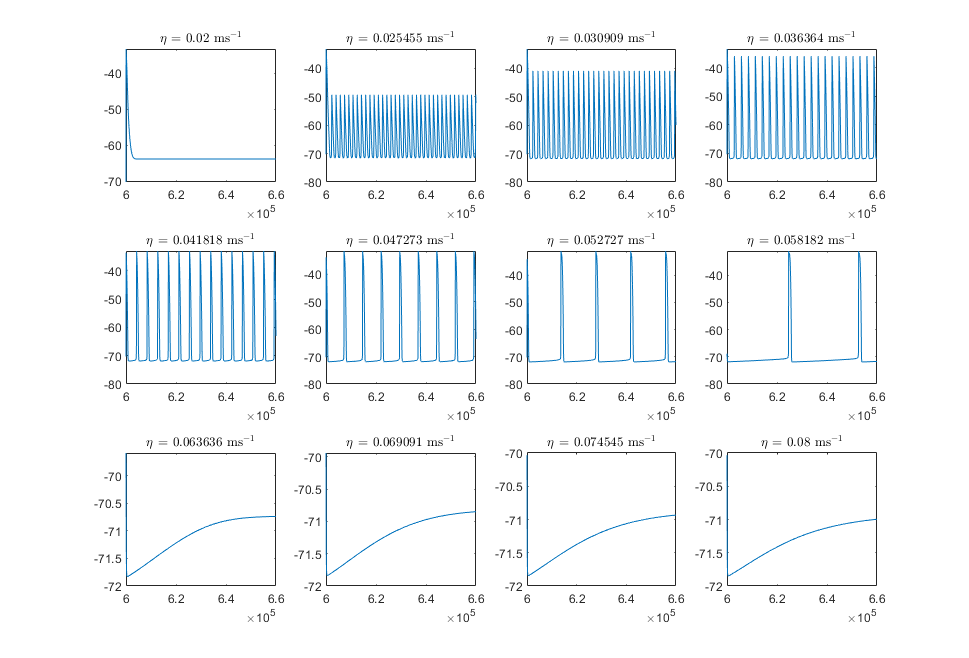 η = 0.02 ms⁻¹ η = 0.025455 ms⁻¹ η = 0.030909 ms⁻¹ η = 0.036364 ms⁻¹
-40 -40 -40 -40
-50 -50 -50 -50
-60 -60 -60 -60
-70 -70 -70
-70 -80 -80 -80
6 6.2 6.4 6.6 6 6.2 6.4 6.6 6 6.2 6.4 6.6 6 6.2 6.4 6.6
×10⁵ ×10⁵ ×10⁵ ×10⁵
η = 0.041818 ms⁻¹ η = 0.047273 ms⁻¹ η = 0.052727 ms⁻¹ η = 0.058182 ms⁻¹
-40 -40 -40 -40
-50 -50 -50 -50
-60 -60 -60 -60
-70 -70 -70 -70
-80 -80 -80 -80
6 6.2 6.4 6.6 6 6.2 6.4 6.6 6 6.2 6.4 6.6 6 6.2 6.4 6.6
×10⁵ ×10⁵ ×10⁵ ×10⁵
η = 0.063636 ms⁻¹ η = 0.069091 ms⁻¹ η = 0.074545 ms⁻¹ η = 0.08 ms⁻¹
-70 -70 -70 -70
-70.5 -70.5 -70.5 -70.5
-71 -71 -71 -71
-71.5 -71.5 -71.5 -71.5
-72 -72 -72 -72
6 6.2 6.4 6.6 6 6.2 6.4 6.6 6 6.2 6.4 6.6 6 6.2 6.4 6.6
×10⁵ ×10⁵ ×10⁵ ×10⁵